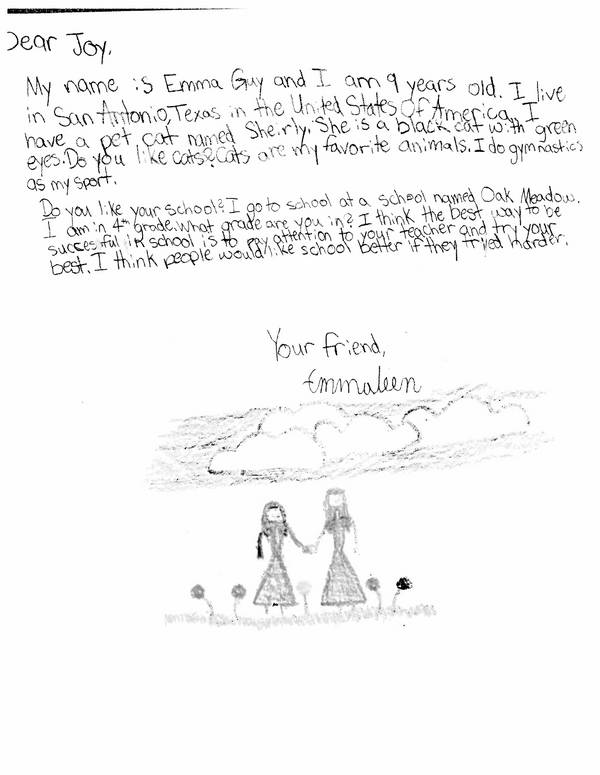 Dear Joy,
My name is Emma Guy and I am 9 years old. I live
in San Antonio, Texas in the United States Of America. I
have a pet cat named Sheirly. She is a black cat with green
eyes. Do you like cats? Cats are my favorite animals. I do gymnastics
as my sport.
Do you like your school? I go to school at a school named Oak Meadow.
I am in 4th grade. what grade are you in? I think the best way to be
succesful in school is to pay attention to your teacher and try your
best. I think people would like school better if they tryed harder.
Your friend,
Emmaleen